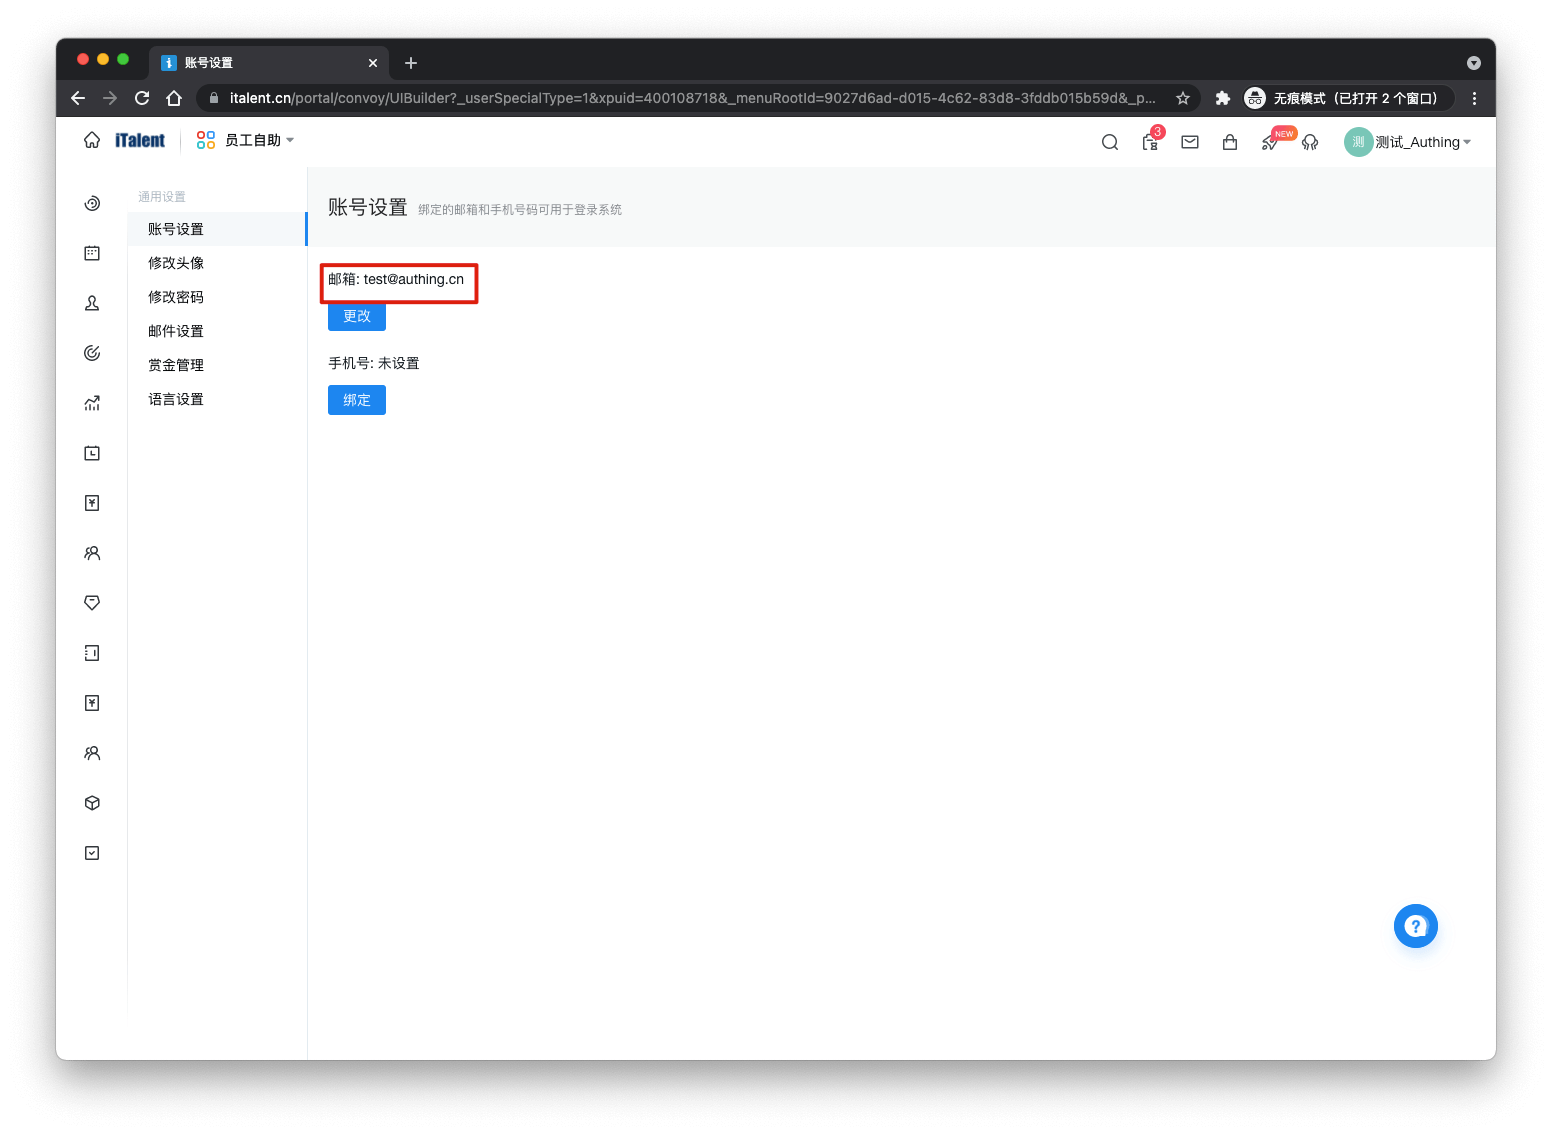 账号设置
italent.cn/portal/convoy/UIBuilder?_userSpecialType=1&xpuid=400108718&_menuRootId=9027d6ad-d015-4c62-83d8-3fddb015b59d&_p...
无痕模式（已打开 2 个窗口）
iTalent
员工自助
3
NEW
测
测试_Authing
通用设置
账号设置
修改头像
修改密码
邮件设置
赏金管理
语言设置
账号设置 绑定的邮箱和手机号码可用于登录系统
邮箱: test@authing.cn
更改
手机号: 未设置
绑定